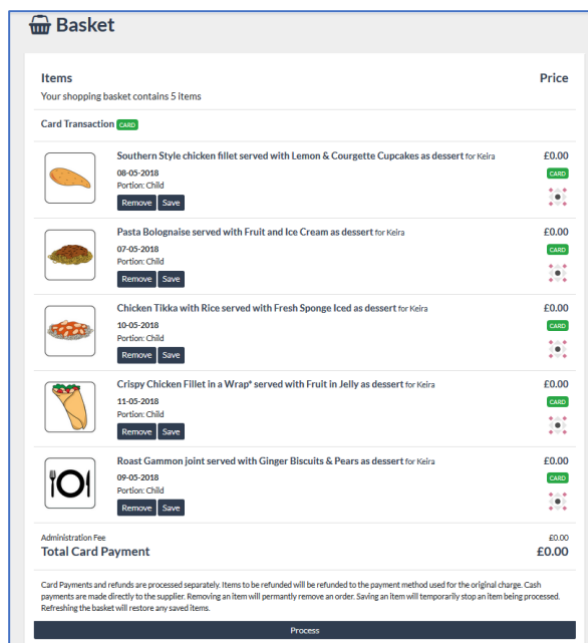 Basket
Items
Price
Your shopping basket contains 5 items
Card Transaction CARD
Southern Style chicken fillet served with Lemon & Courgette Cupcakes as dessert for Keira
£0.00
08-05-2018
CARD
Portion: Child
Remove Save
Pasta Bolognaise served with Fruit and Ice Cream as dessert for Keira
£0.00
07-05-2018
CARD
Portion: Child
Remove Save
Chicken Tikka with Rice served with Fresh Sponge Iced as dessert for Keira
£0.00
10-05-2018
CARD
Portion: Child
Remove Save
Crispy Chicken Fillet in a Wrap* served with Fruit in Jelly as dessert for Keira
£0.00
11-05-2018
CARD
Portion: Child
Remove Save
Roast Gammon joint served with Ginger Biscuits & Pears as dessert for Keira
£0.00
09-05-2018
CARD
Portion: Child
Remove Save
Administration Fee
£0.00
Total Card Payment
£0.00
Card Payments and refunds are processed separately. Items to be refunded will be refunded to the payment method used for the original charge. Cash
payments are made directly to the supplier. Removing an item will permantly remove an order. Saving an item will temporarily stop an item being processed.
Refreshing the basket will restore any saved items.
Process